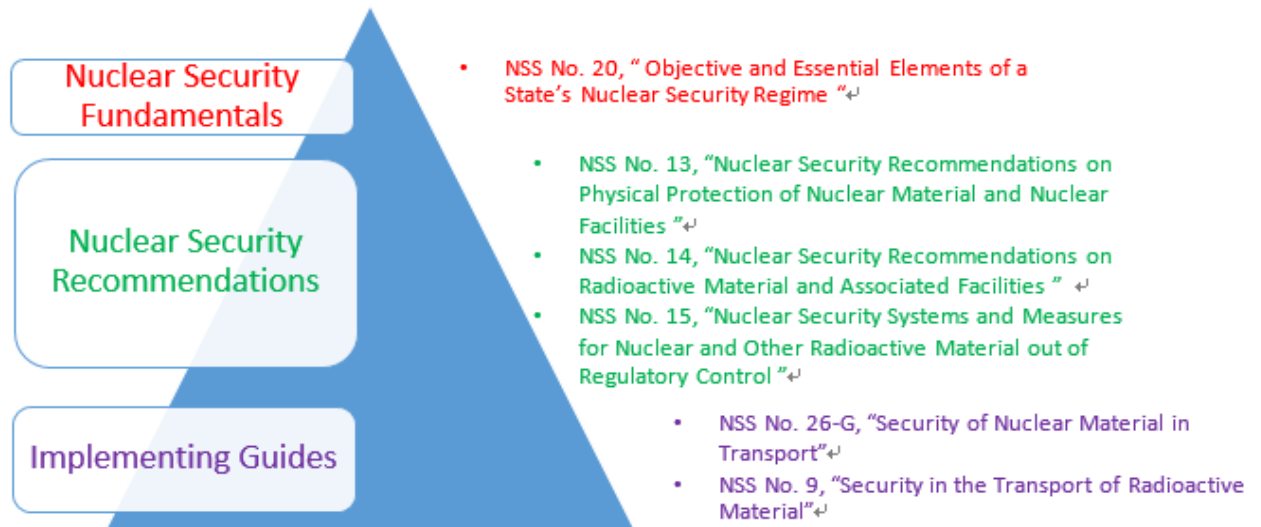 Nuclear Security
Fundamentals
• NSS No. 20, “ Objective and Essential Elements of a
State’s Nuclear Security Regime “↵
Nuclear Security
Recommendations
• NSS No. 13, “Nuclear Security Recommendations on
Physical Protection of Nuclear Material and Nuclear
Facilities ”↵
• NSS No. 14, “Nuclear Security Recommendations on
Radioactive Material and Associated Facilities ” ↵
• NSS No. 15, “Nuclear Security Systems and Measures
for Nuclear and Other Radioactive Material out of
Regulatory Control ”↵
Implementing Guides
• NSS No. 26-G, “Security of Nuclear Material in
Transport”↵
• NSS No. 9, “Security in the Transport of Radioactive
Material”↵